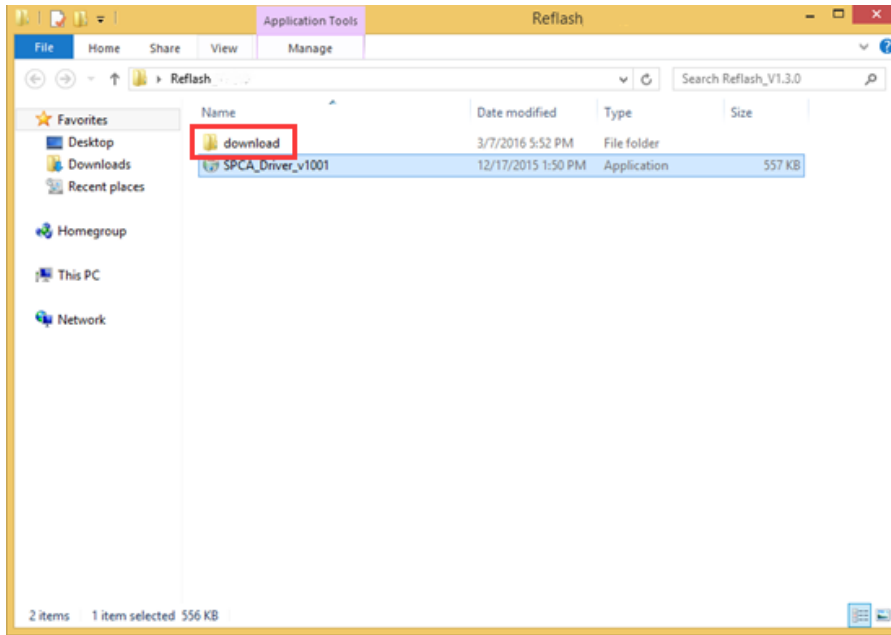 Application Tools
Reflash
File Home Share View Manage
Reflash
Search Reflash_V1.3.0
Favorites
Desktop
Downloads
Recent places
Homegroup
This PC
Network
Name Date modified Type Size
download 3/7/2016 5:52 PM File folder
SPCA_Driver_v1001 12/17/2015 1:50 PM Application 557 KB
2 items 1 item selected 556 KB